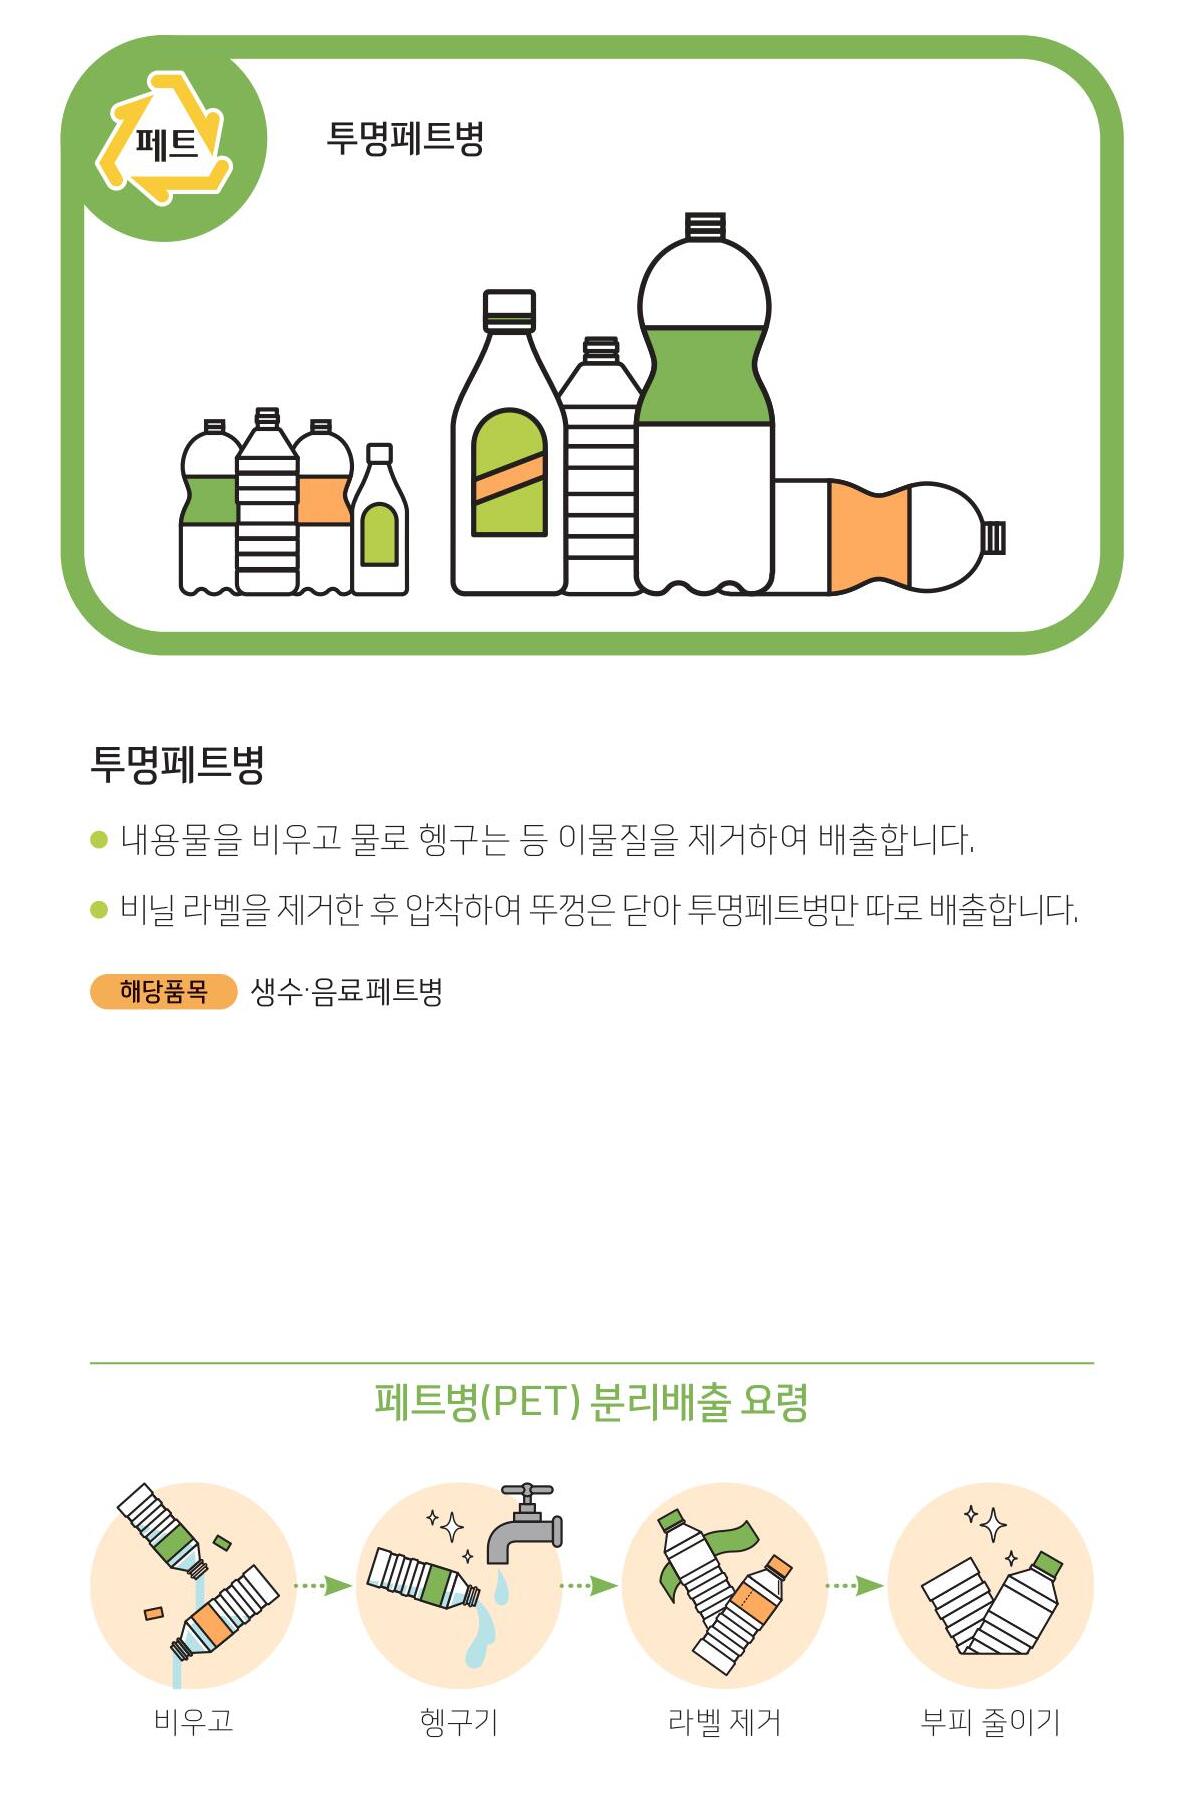 페트
투명페트병
투명페트병
내용물을 비우고 물로 헹구는 등 이물질을 제거하여 배출합니다.
비닐 라벨을 제거한 후 압착하여 뚜껑은 닫아 투명페트병만 따로 배출합니다.
해당품목 생수·음료페트병
페트병(PET) 분리배출 요령
비우고 헹구기 라벨 제거 부피 줄이기